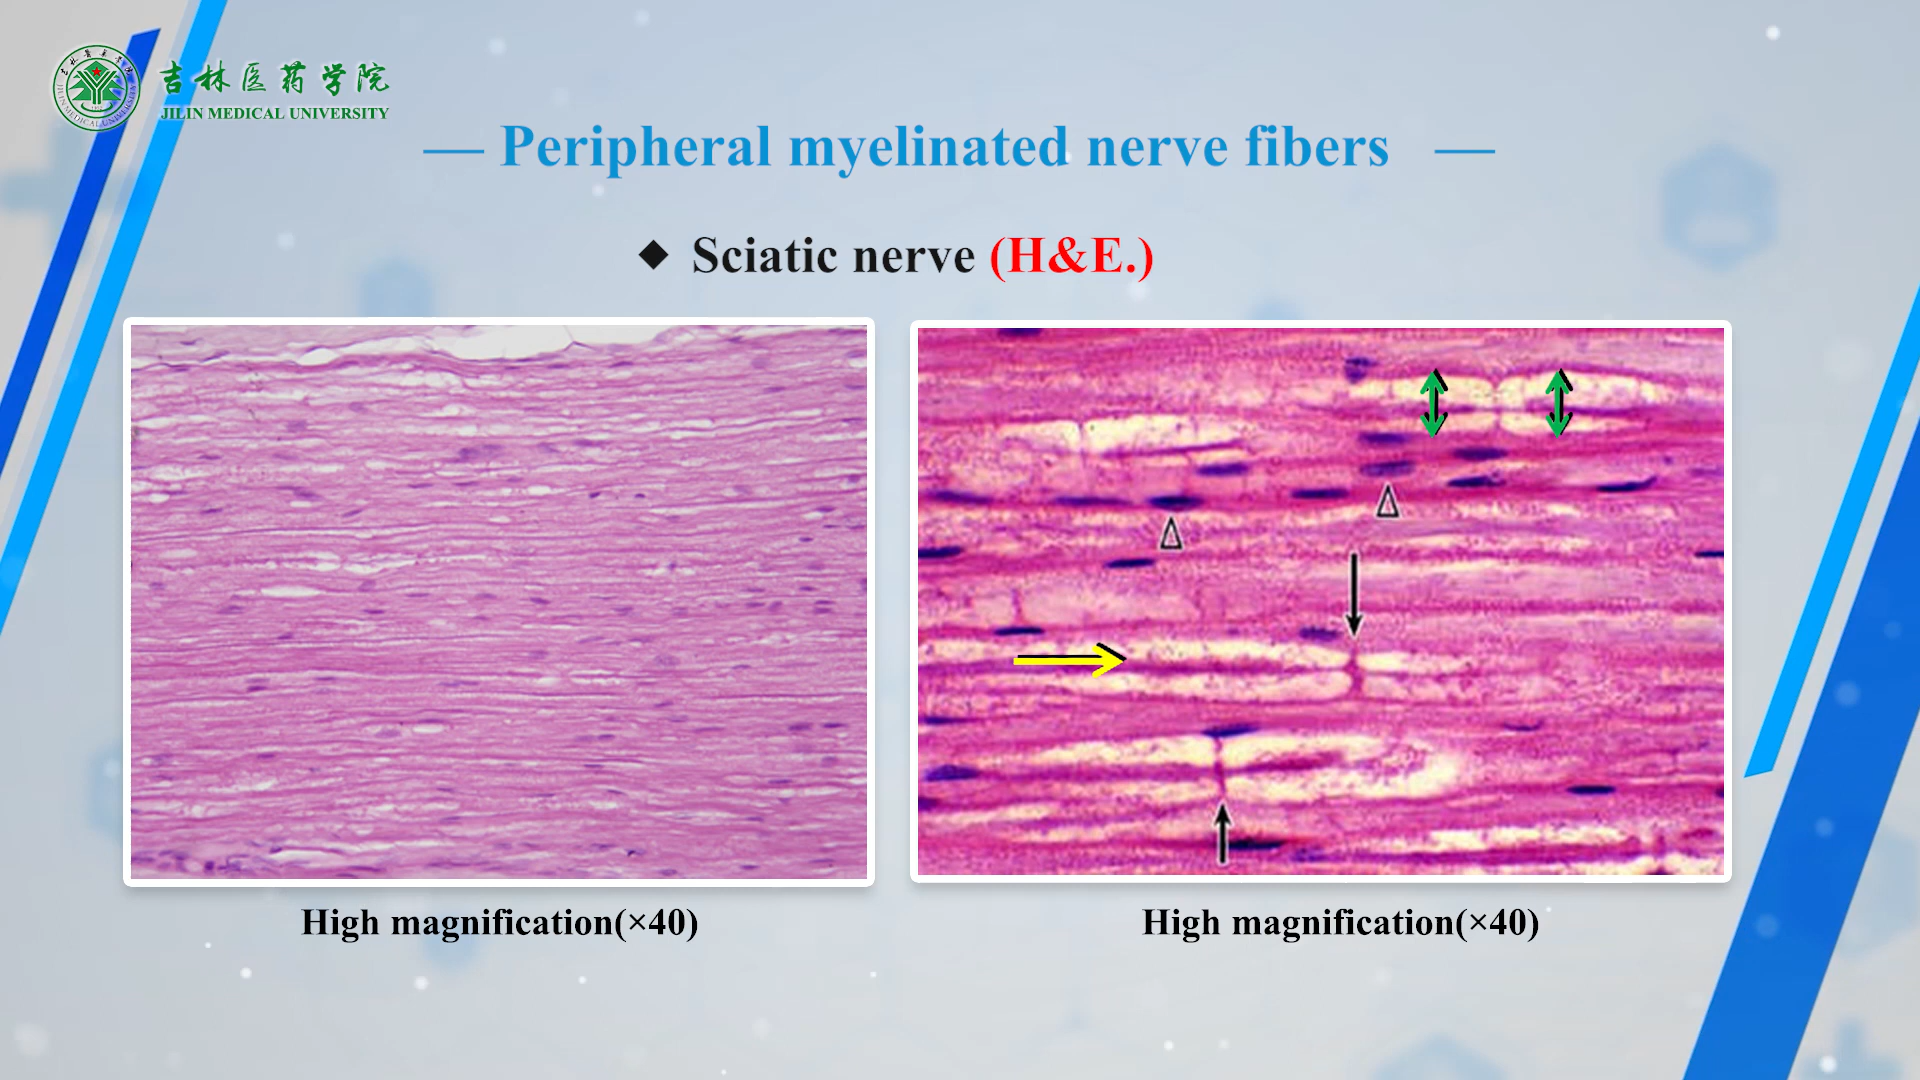 吉林医药学院
JILIN MEDICAL UNIVERSITY
— Peripheral myelinated nerve fibers —
◆ Sciatic nerve (H&E.)
High magnification(×40)
High magnification(×40)